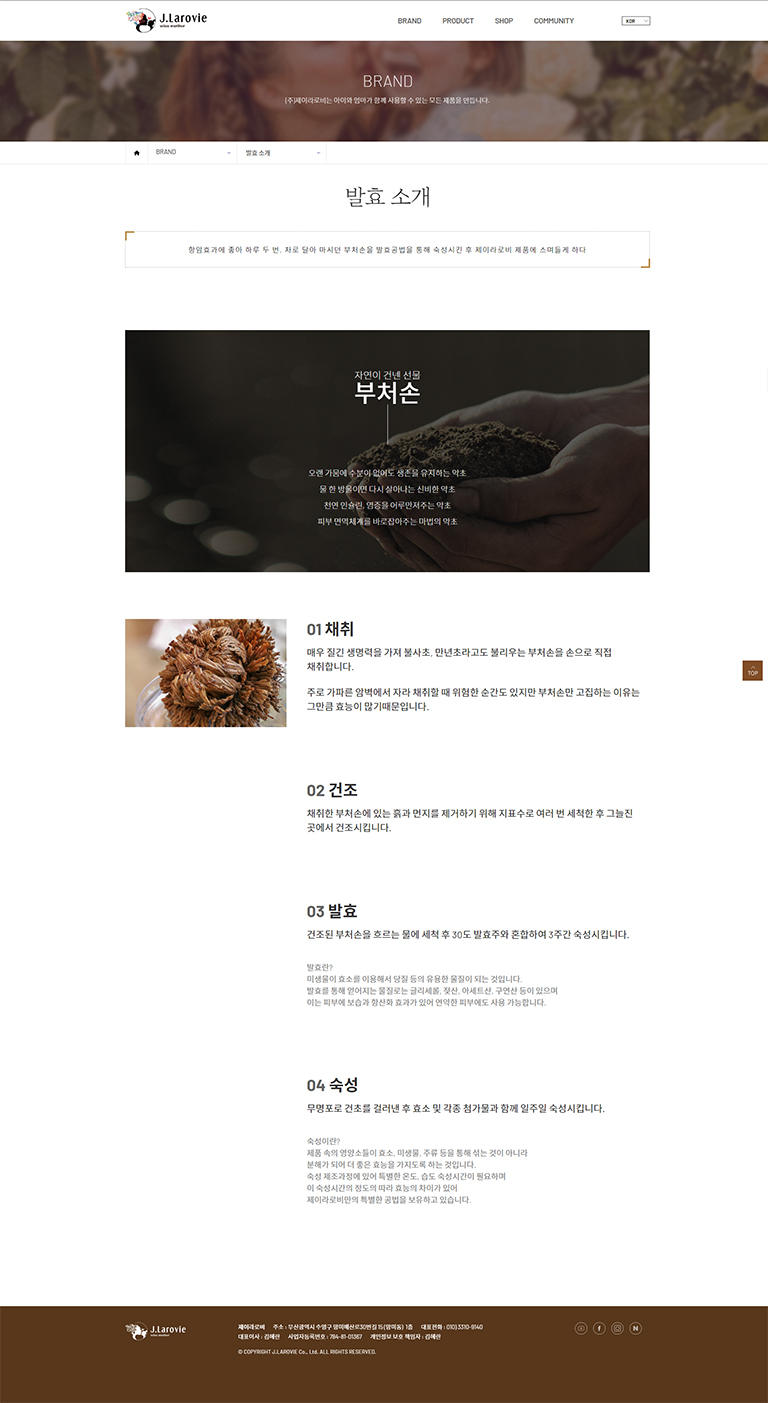 J.Larovie
wise mother
BRAND
PRODUCT
SHOP
COMMUNITY
KOR
BRAND
(주)제이라로비는 아이와 엄마가 함께 사용할 수 있는 모든 제품을 만듭니다.
BRAND
발효 소개
발효 소개
항암효과에 좋아 하루 두 번, 차로 달아 마시던 부처손을 발효공법을 통해 숙성시킨 후 제이라로비 제품에 스며들게 하다
자연이 건넨 선물
부처손
오랜 가뭄에 수분이 없어도 생존을 유지하는 약초
물 한 방울이면 다시 살아나는 신비한 약초
천연 인슐린, 염증을 어루만져주는 약초
피부 면역체계를 바로잡아주는 마법의 약초
01 채취
매우 질긴 생명력을 가져 불사초, 만년초라고도 불리우는 부처손을 손으로 직접
채취합니다.
주로 가파른 암벽에서 자라 채취할 때 위험한 순간도 있지만 부처손만 고집하는 이유는
그만큼 효능이 많기때문입니다.
TOP
02 건조
채취한 부처손에 있는 흙과 먼지를 제거하기 위해 지표수로 여러 번 세척한 후 그늘진
곳에서 건조시킵니다.
03 발효
건조된 부처손을 흐르는 물에 세척 후 30도 발효주와 혼합하여 3주간 숙성시킵니다.
발효란?
미생물이 효소를 이용해서 당질 등의 유용한 물질이 되는 것입니다.
발효를 통해 얻어지는 물질로는 글리세롤, 젖산, 아세트산, 구연산 등이 있으며
이는 피부에 보습과 항산화 효과가 있어 연약한 피부에도 사용 가능합니다.
04 숙성
무명포로 건초를 걸러낸 후 효소 및 각종 첨가물과 함께 일주일 숙성시킵니다.
숙성이란?
제품 속의 영양소들이 효소, 미생물, 주류 등을 통해 섞는 것이 아니라
분해가 되어 더 좋은 효능을 가지도록 하는 것입니다.
숙성 제조과정에 있어 특별한 온도, 습도 숙성시간이 필요하며
이 숙성시간의 정도의 따라 효능의 차이가 있어
제이라로비만의 특별한 공법을 보유하고 있습니다.
J.Larovie
wise mother
제이라로비 주소 : 부산광역시 수영구 망미배산로30번길 15 (망미동) 1층 대표전화 : 010) 3310-9140
대표이사 : 김혜란 사업자등록번호 : 784-81-01367 개인정보 보호 책임자 : 김혜란
© COPYRIGHT J.LAROVIE Co., Ltd. ALL RIGHTS RESERVED.